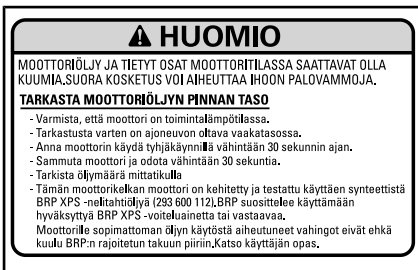 HUOMIO
MOOTTORIÖLJY JA TIETYT OSAT MOOTTORITILASSA SAATTAVAT OLLA
KUUMIA.SUORA KOSKETUS VOI AIHEUTTAA IHOON PALOVAMMOJA.
TARKASTA MOOTTORIÖLJYN PINNAN TASO
- Varmista, että moottori on toimintalämpötilassa.
- Tarkastusta varten on ajoneuvon oltava vaakatasossa.
- Anna moottorin käydä tyhjäkäynnillä vähintään 30 sekunnin ajan.
- Sammuta moottori ja odota vähintään 30 sekuntia.
- Tarkista öljymäärä mittatikulla
- Tämän moottorikelkan moottori on kehitetty ja testattu käyttäen synteettistä
BRP XPS -nelitahtiöljyä (293 600 112).BRP suosittelee käyttämään
hyväksyttyä BRP XPS -voiteluainetta tai vastaavaa.
Moottorille sopimattoman öljyn käytöstä aiheutuneet vahingot eivät ehkä
kuulu BRP:n rajoitetun takuun piiriin.Katso käyttäjän opas.